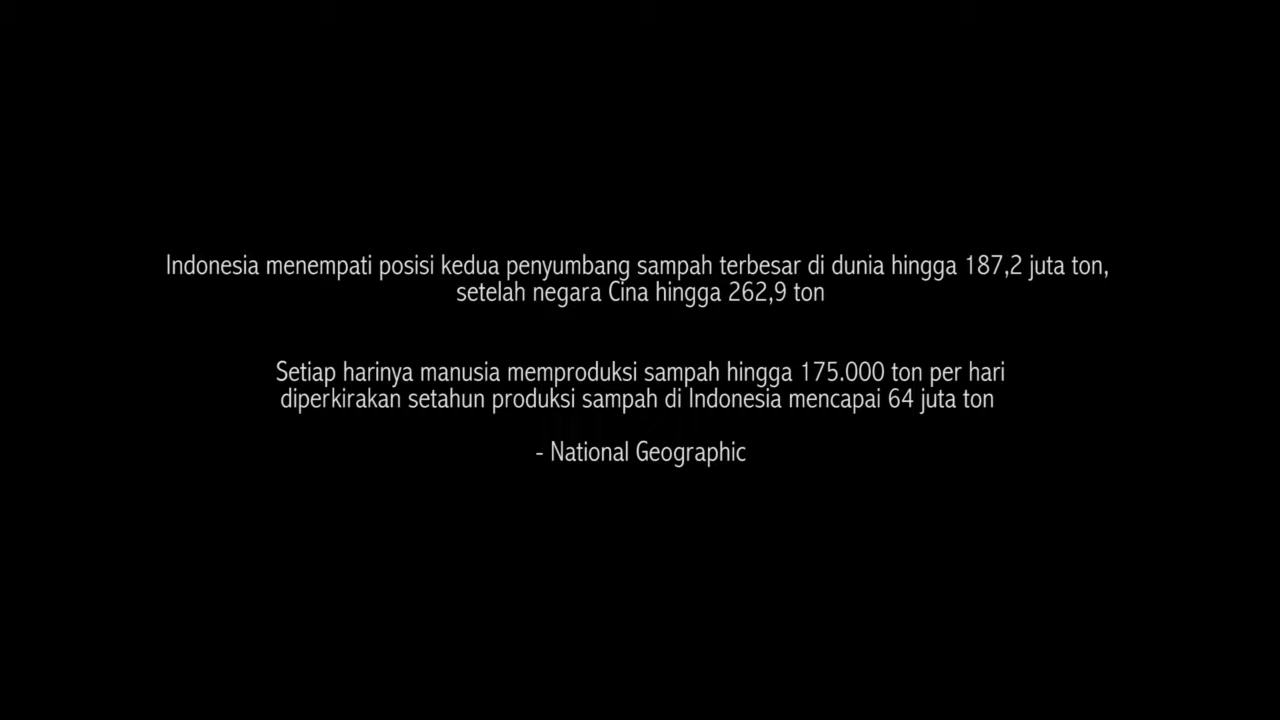 Indonesia menempati posisi kedua penyumbang sampah terbesar di dunia hingga 187,2 juta ton,
setelah negara Cina hingga 262,9 ton
Setiap harinya manusia memproduksi sampah hingga 175.000 ton per hari
diperkirakan setahun produksi sampah di Indonesia mencapai 64 juta ton
- National Geographic